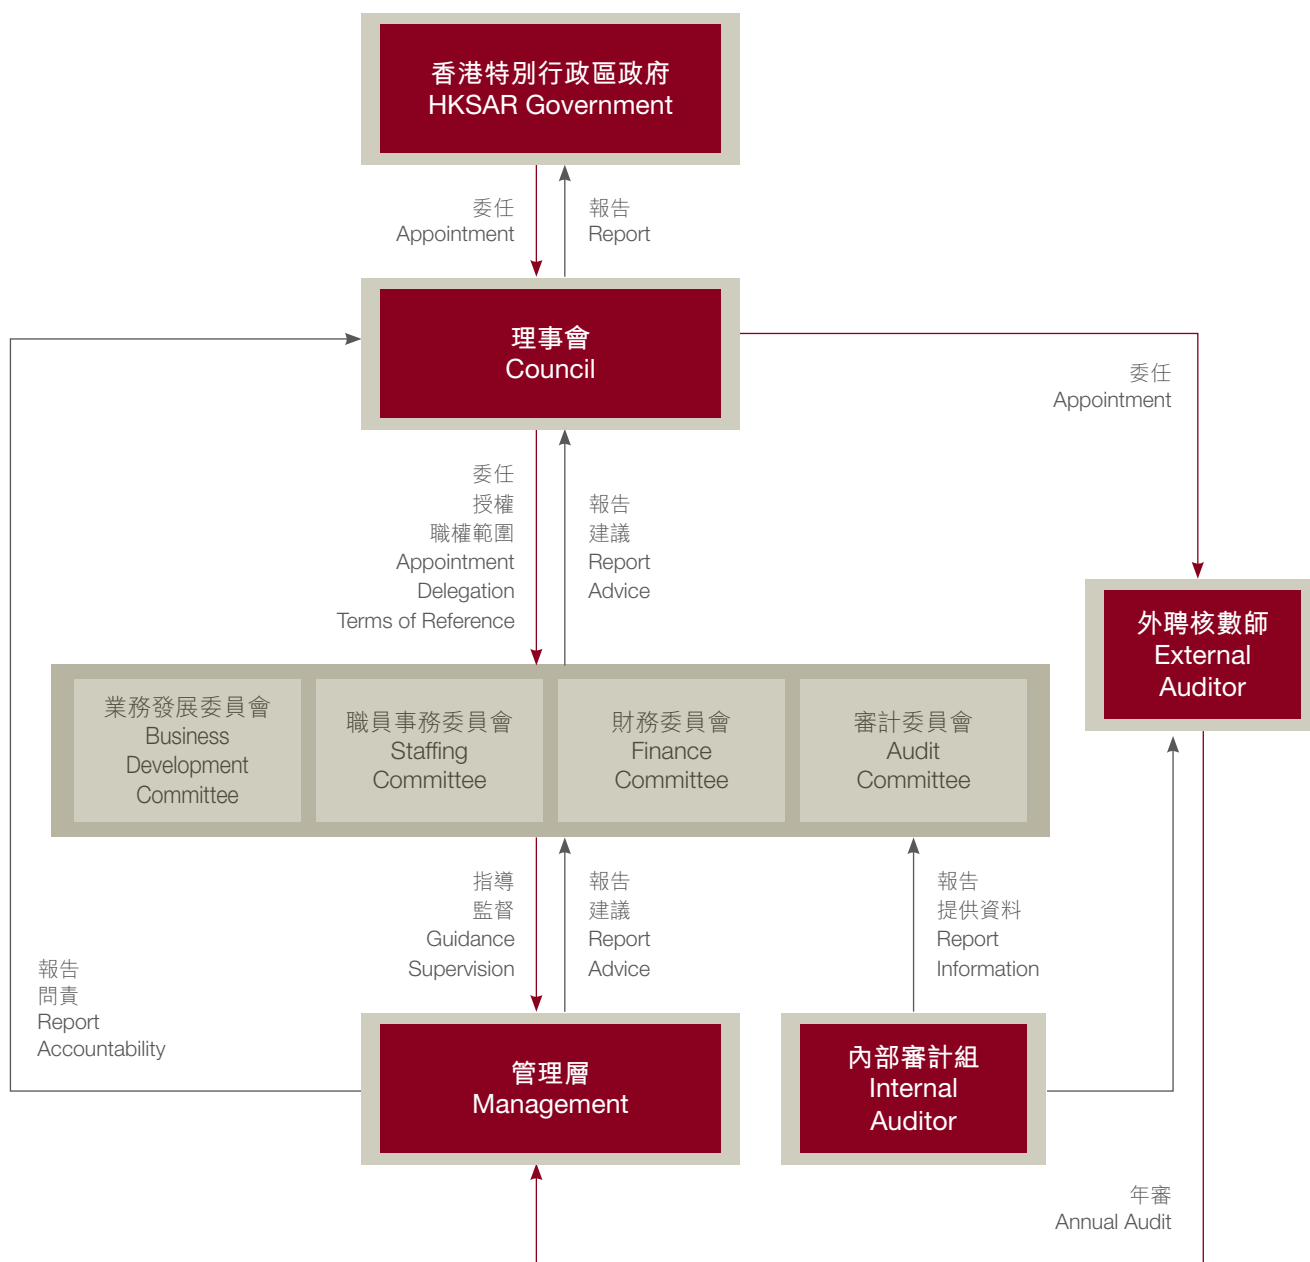 香港特別行政區政府
HKSAR Government
委任
Appointment
報告
Report
理事會
Council
委任
Appointment
委任
授權
職權範圍
Appointment
Delegation
Terms of Reference
報告
建議
Report
Advice
外聘核數師
External
Auditor
業務發展委員會
Business
Development
Committee
職員事務委員會
Staffing
Committee
財務委員會
Finance
Committee
審計委員會
Audit
Committee
指導
監督
Guidance
Supervision
報告
建議
Report
Advice
報告
提供資料
Report
Information
報告
問責
Report
Accountability
管理層
Management
內部審計組
Internal
Auditor
年審
Annual Audit